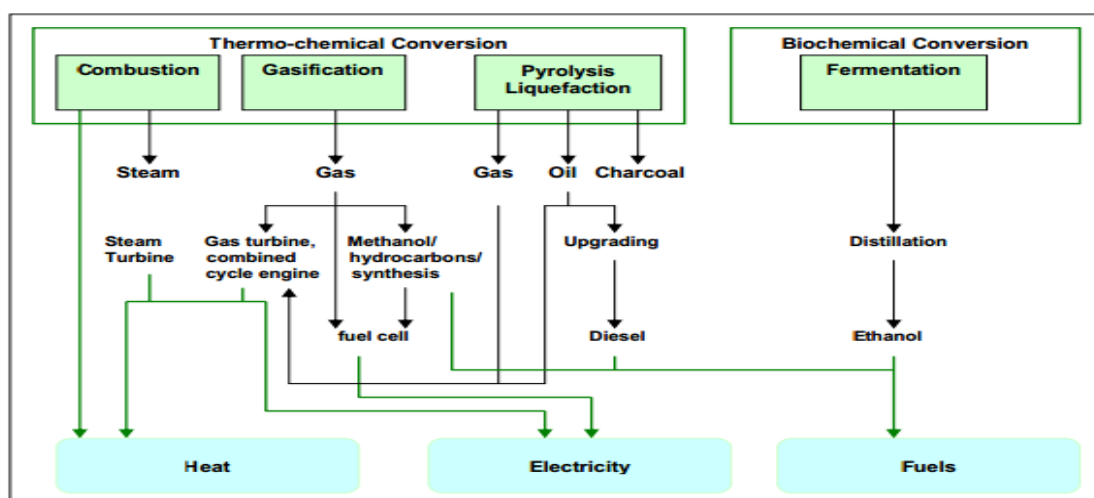 Thermo-chemical Conversion
Biochemical Conversion
Combustion
Gasification
Pyrolysis
Liquefaction
Fermentation
Steam
Gas
Gas
Oil
Charcoal
Steam
Turbine
Gas turbine,
combined
cycle engine
Methanol/
hydrocarbons/
synthesis
Upgrading
Distillation
fuel cell
Diesel
Ethanol
Heat
Electricity
Fuels